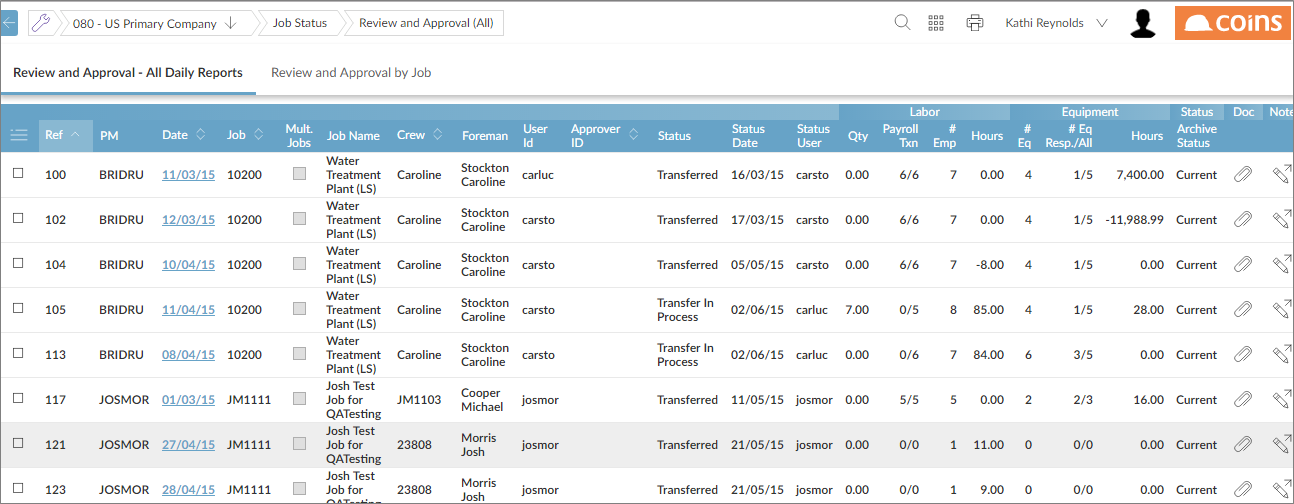 080 - US Primary Company Job Status Review and Approval (All) Kathi Reynolds coins
Review and Approval - All Daily Reports Review and Approval by Job
Labor Equipment Status Doc Note
Ref PM Date Job Mult. Jobs Job Name Crew Foreman User Id Approver ID Status Status Date Status User Qty Payroll Txn # Emp Hours # Eq # Eq Resp./All Hours Archive Status
100 BRIDRU 11/03/15 10200 Water Treatment Plant (LS) Caroline Stockton Caroline carluc Transferred 16/03/15 carsto 0.00 6/6 7 0.00 4 1/5 7,400.00 Current
102 BRIDRU 12/03/15 10200 Water Treatment Plant (LS) Caroline Stockton Caroline carsto Transferred 17/03/15 carsto 0.00 6/6 7 0.00 4 1/5 -11,988.99 Current
104 BRIDRU 10/04/15 10200 Water Treatment Plant (LS) Caroline Stockton Caroline carsto Transferred 05/05/15 carsto 0.00 6/6 7 -8.00 4 1/5 0.00 Current
105 BRIDRU 11/04/15 10200 Water Treatment Plant (LS) Caroline Stockton Caroline carsto Transfer In Process 02/06/15 carluc 7.00 0/5 8 85.00 4 1/5 28.00 Current
113 BRIDRU 08/04/15 10200 Water Treatment Plant (LS) Caroline Stockton Caroline carsto Transfer In Process 02/06/15 carluc 0.00 0/6 7 84.00 6 3/5 0.00 Current
117 JOSMOR 01/03/15 JM1111 Josh Test Job for QATesting JM1103 Cooper Michael josmor Transferred 11/05/15 josmor 0.00 5/5 5 0.00 2 2/3 16.00 Current
121 JOSMOR 27/04/15 JM1111 Josh Test Job for QATesting 23808 Morris Josh josmor Transferred 21/05/15 josmor 0.00 0/0 1 11.00 0 0/0 0.00 Current
123 JOSMOR 28/04/15 JM1111 Josh Test Job for QATesting 23808 Morris Josh josmor Transferred 21/05/15 josmor 0.00 0/0 1 9.00 0 0/0 0.00 Current